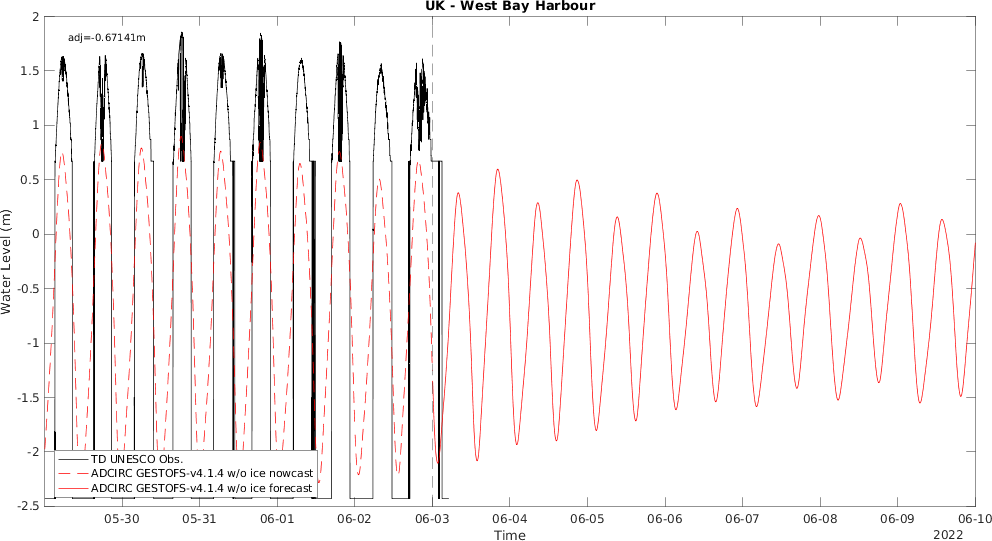 UK - West Bay Harbour
adj=-0.67141m
Water Level (m)
2
1.5
1
0.5
0
-0.5
-1
-1.5
-2
-2.5
TD UNESCO Obs.
ADCIRC GESTOFS-v4.1.4 w/o ice nowcast
ADCIRC GESTOFS-v4.1.4 w/o ice forecast
05-30 05-31 06-01 06-02 06-03 06-04 06-05 06-06 06-07 06-08 06-09 06-10
Time
2022